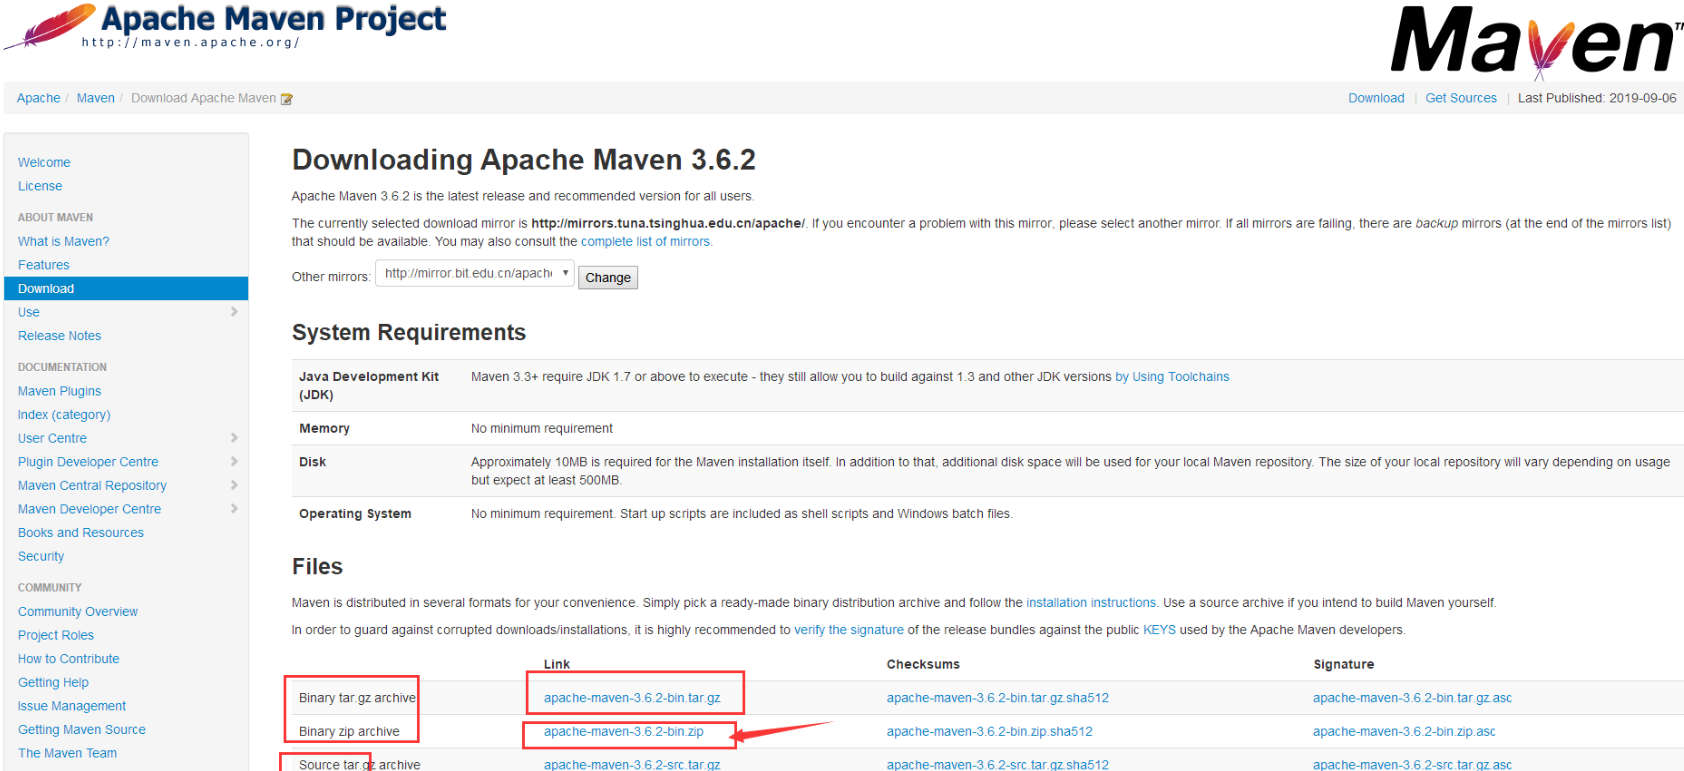 Apache Maven Project
http://maven.apache.org/
Maven™
Apache / Maven / Download Apache Maven
Download | Get Sources | Last Published: 2019-09-06
Welcome
License
ABOUT MAVEN
What is Maven?
Features
Download
Use
Release Notes
DOCUMENTATION
Maven Plugins
Index (category)
User Centre
Plugin Developer Centre
Maven Central Repository
Maven Developer Centre
Books and Resources
Security
COMMUNITY
Community Overview
Project Roles
How to Contribute
Getting Help
Issue Management
Getting Maven Source
The Maven Team
Downloading Apache Maven 3.6.2
Apache Maven 3.6.2 is the latest release and recommended version for all users.
The currently selected download mirror is http://mirrors.tuna.tsinghua.edu.cn/apache/. If you encounter a problem with this mirror, please select another mirror. If all mirrors are failing, there are backup mirrors (at the end of the mirrors list)
that should be available. You may also consult the complete list of mirrors.
Other mirrors: http://mirror.bit.edu.cn/apache Change
System Requirements
Java Development Kit Maven 3.3+ require JDK 1.7 or above to execute - they still allow you to build against 1.3 and other JDK versions by Using Toolchains
(JDK)
Memory No minimum requirement
Disk Approximately 10MB is required for the Maven installation itself. In addition to that, additional disk space will be used for your local Maven repository. The size of your local repository will vary depending on usage
but expect at least 500MB.
Operating System No minimum requirement. Start up scripts are included as shell scripts and Windows batch files.
Files
Maven is distributed in several formats for your convenience. Simply pick a ready-made binary distribution archive and follow the installation instructions. Use a source archive if you intend to build Maven yourself.
In order to guard against corrupted downloads/installations, it is highly recommended to verify the signature of the release bundles against the public KEYS used by the Apache Maven developers.
Link Checksums Signature
Binary tar.gz archive apache-maven-3.6.2-bin.tar.gz apache-maven-3.6.2-bin.tar.gz.sha512 apache-maven-3.6.2-bin.tar.gz.asc
Binary zip archive apache-maven-3.6.2-bin.zip apache-maven-3.6.2-bin.zip.sha512 apache-maven-3.6.2-bin.zip.asc
Source tar.gz archive apache-maven-3.6.2-src.tar.gz apache-maven-3.6.2-src.tar.gz.sha512 apache-maven-3.6.2-src.tar.gz.asc